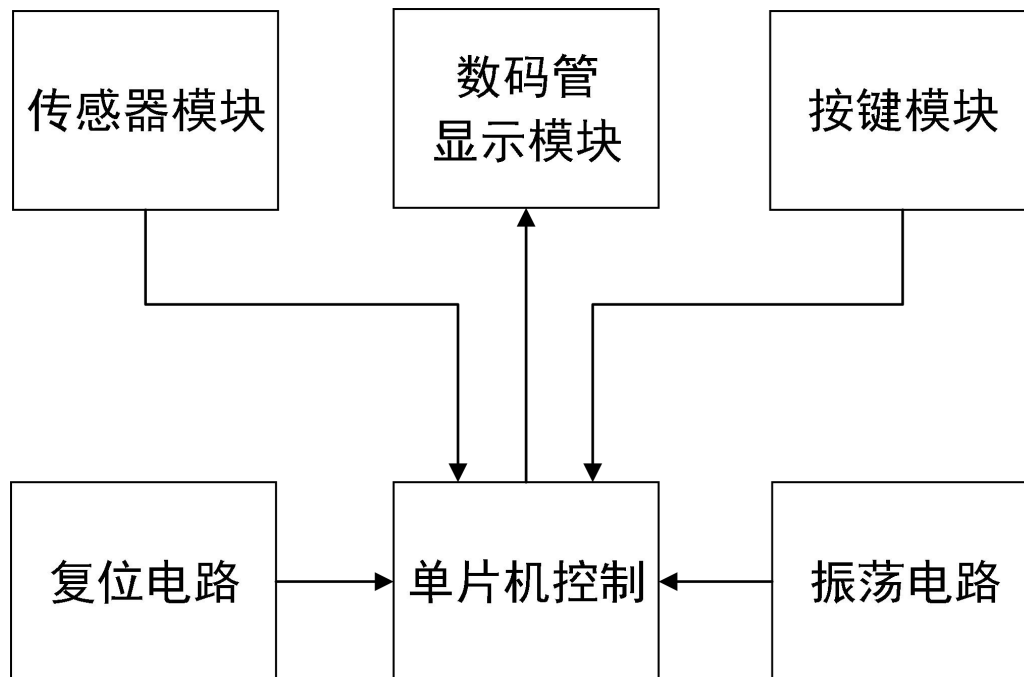 传感器模块
数码管
显示模块
按键模块
复位电路
单片机控制
振荡电路